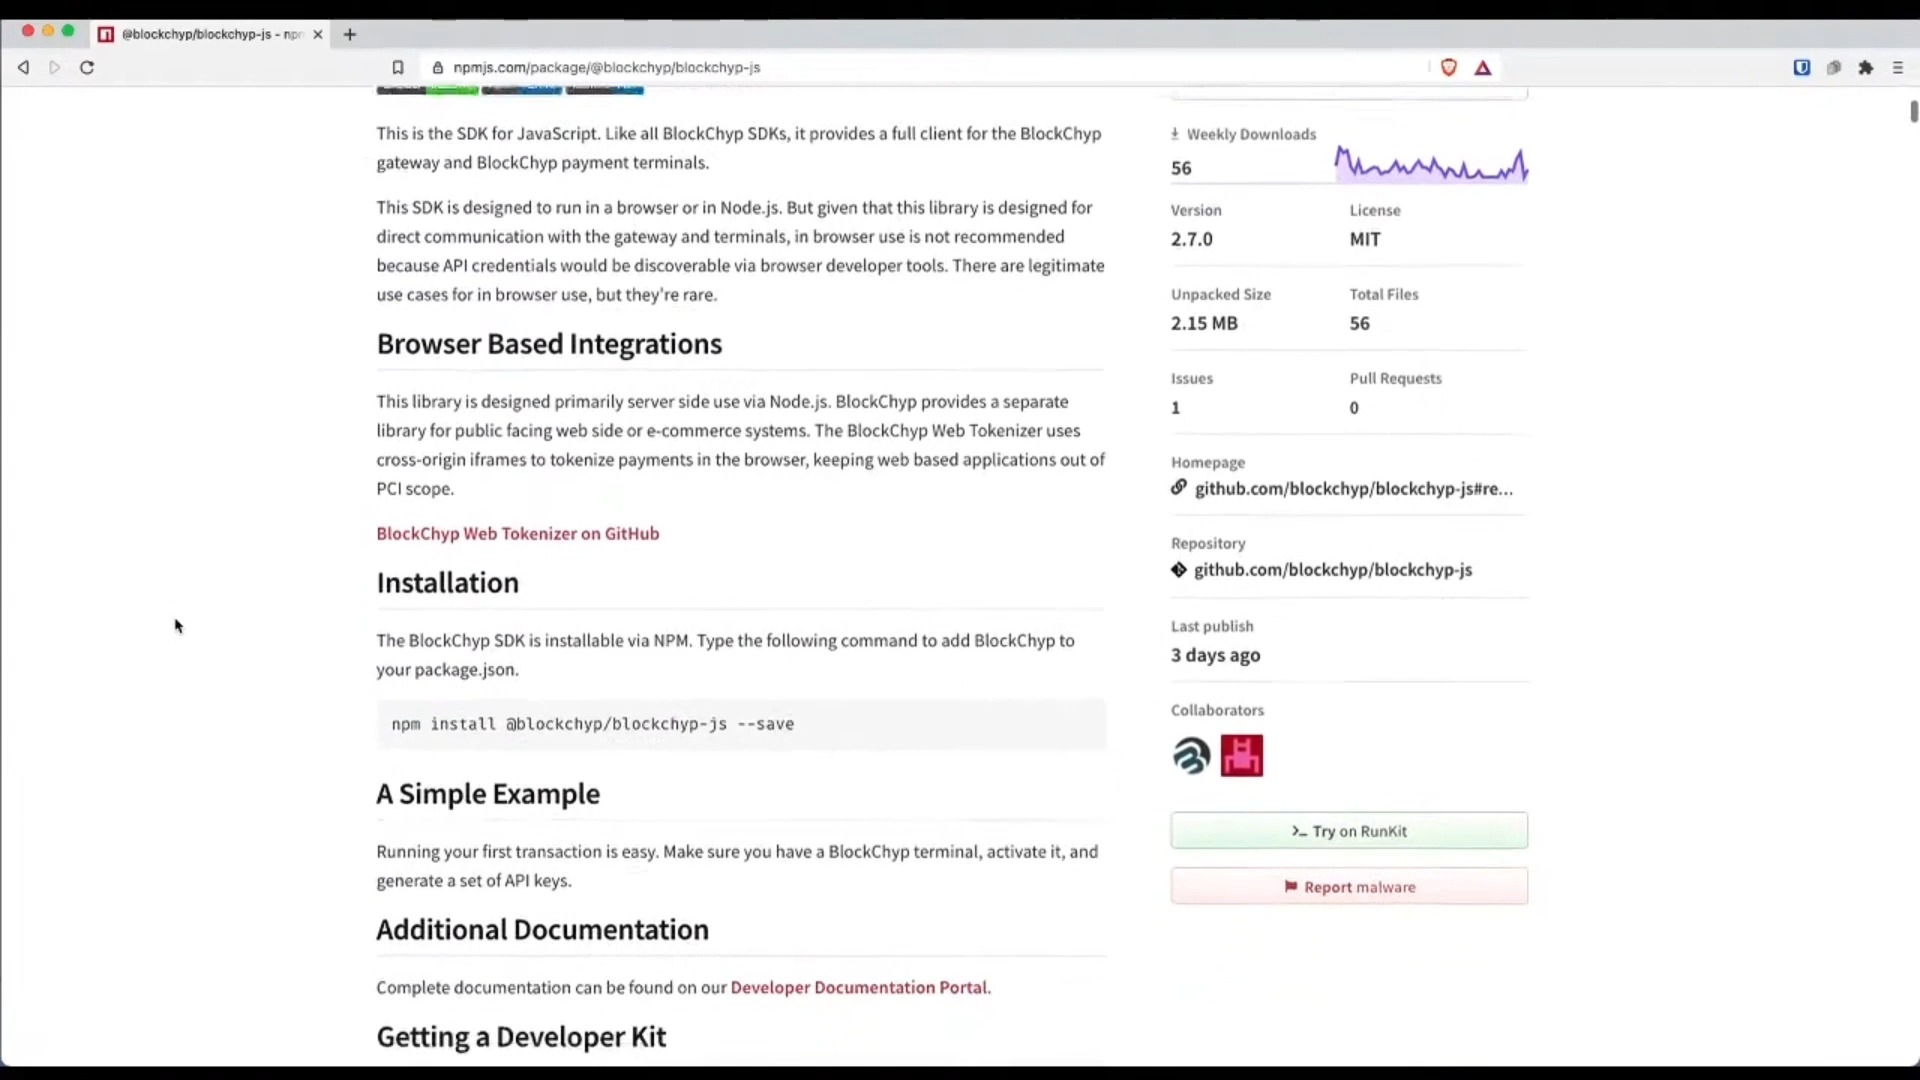 @blockchyp/blockchyp-js - npm
npmjs.com/package/@blockchyp/blockchyp-js
This is the SDK for JavaScript. Like all BlockChyp SDKs, it provides a full client for the BlockChyp
gateway and BlockChyp payment terminals.
This SDK is designed to run in a browser or in Node.js. But given that this library is designed for
direct communication with the gateway and terminals, in browser use is not recommended
because API credentials would be discoverable via browser developer tools. There are legitimate
use cases for in browser use, but they're rare.
Browser Based Integrations
This library is designed primarily server side use via Node.js. BlockChyp provides a separate
library for public facing web side or e-commerce systems. The BlockChyp Web Tokenizer uses
cross-origin iframes to tokenize payments in the browser, keeping web based applications out of
PCI scope.
BlockChyp Web Tokenizer on GitHub
Installation
The BlockChyp SDK is installable via NPM. Type the following command to add BlockChyp to
your package.json.
npm install @blockchyp/blockchyp-js --save
A Simple Example
Running your first transaction is easy. Make sure you have a BlockChyp terminal, activate it, and
generate a set of API keys.
Additional Documentation
Complete documentation can be found on our Developer Documentation Portal.
Getting a Developer Kit
Weekly Downloads
56
Version License
2.7.0 MIT
Unpacked Size Total Files
2.15 MB 56
Issues Pull Requests
1 0
Homepage
github.com/blockchyp/blockchyp-js#re...
Repository
github.com/blockchyp/blockchyp-js
Last publish
3 days ago
Collaborators
Try on RunKit
Report malware